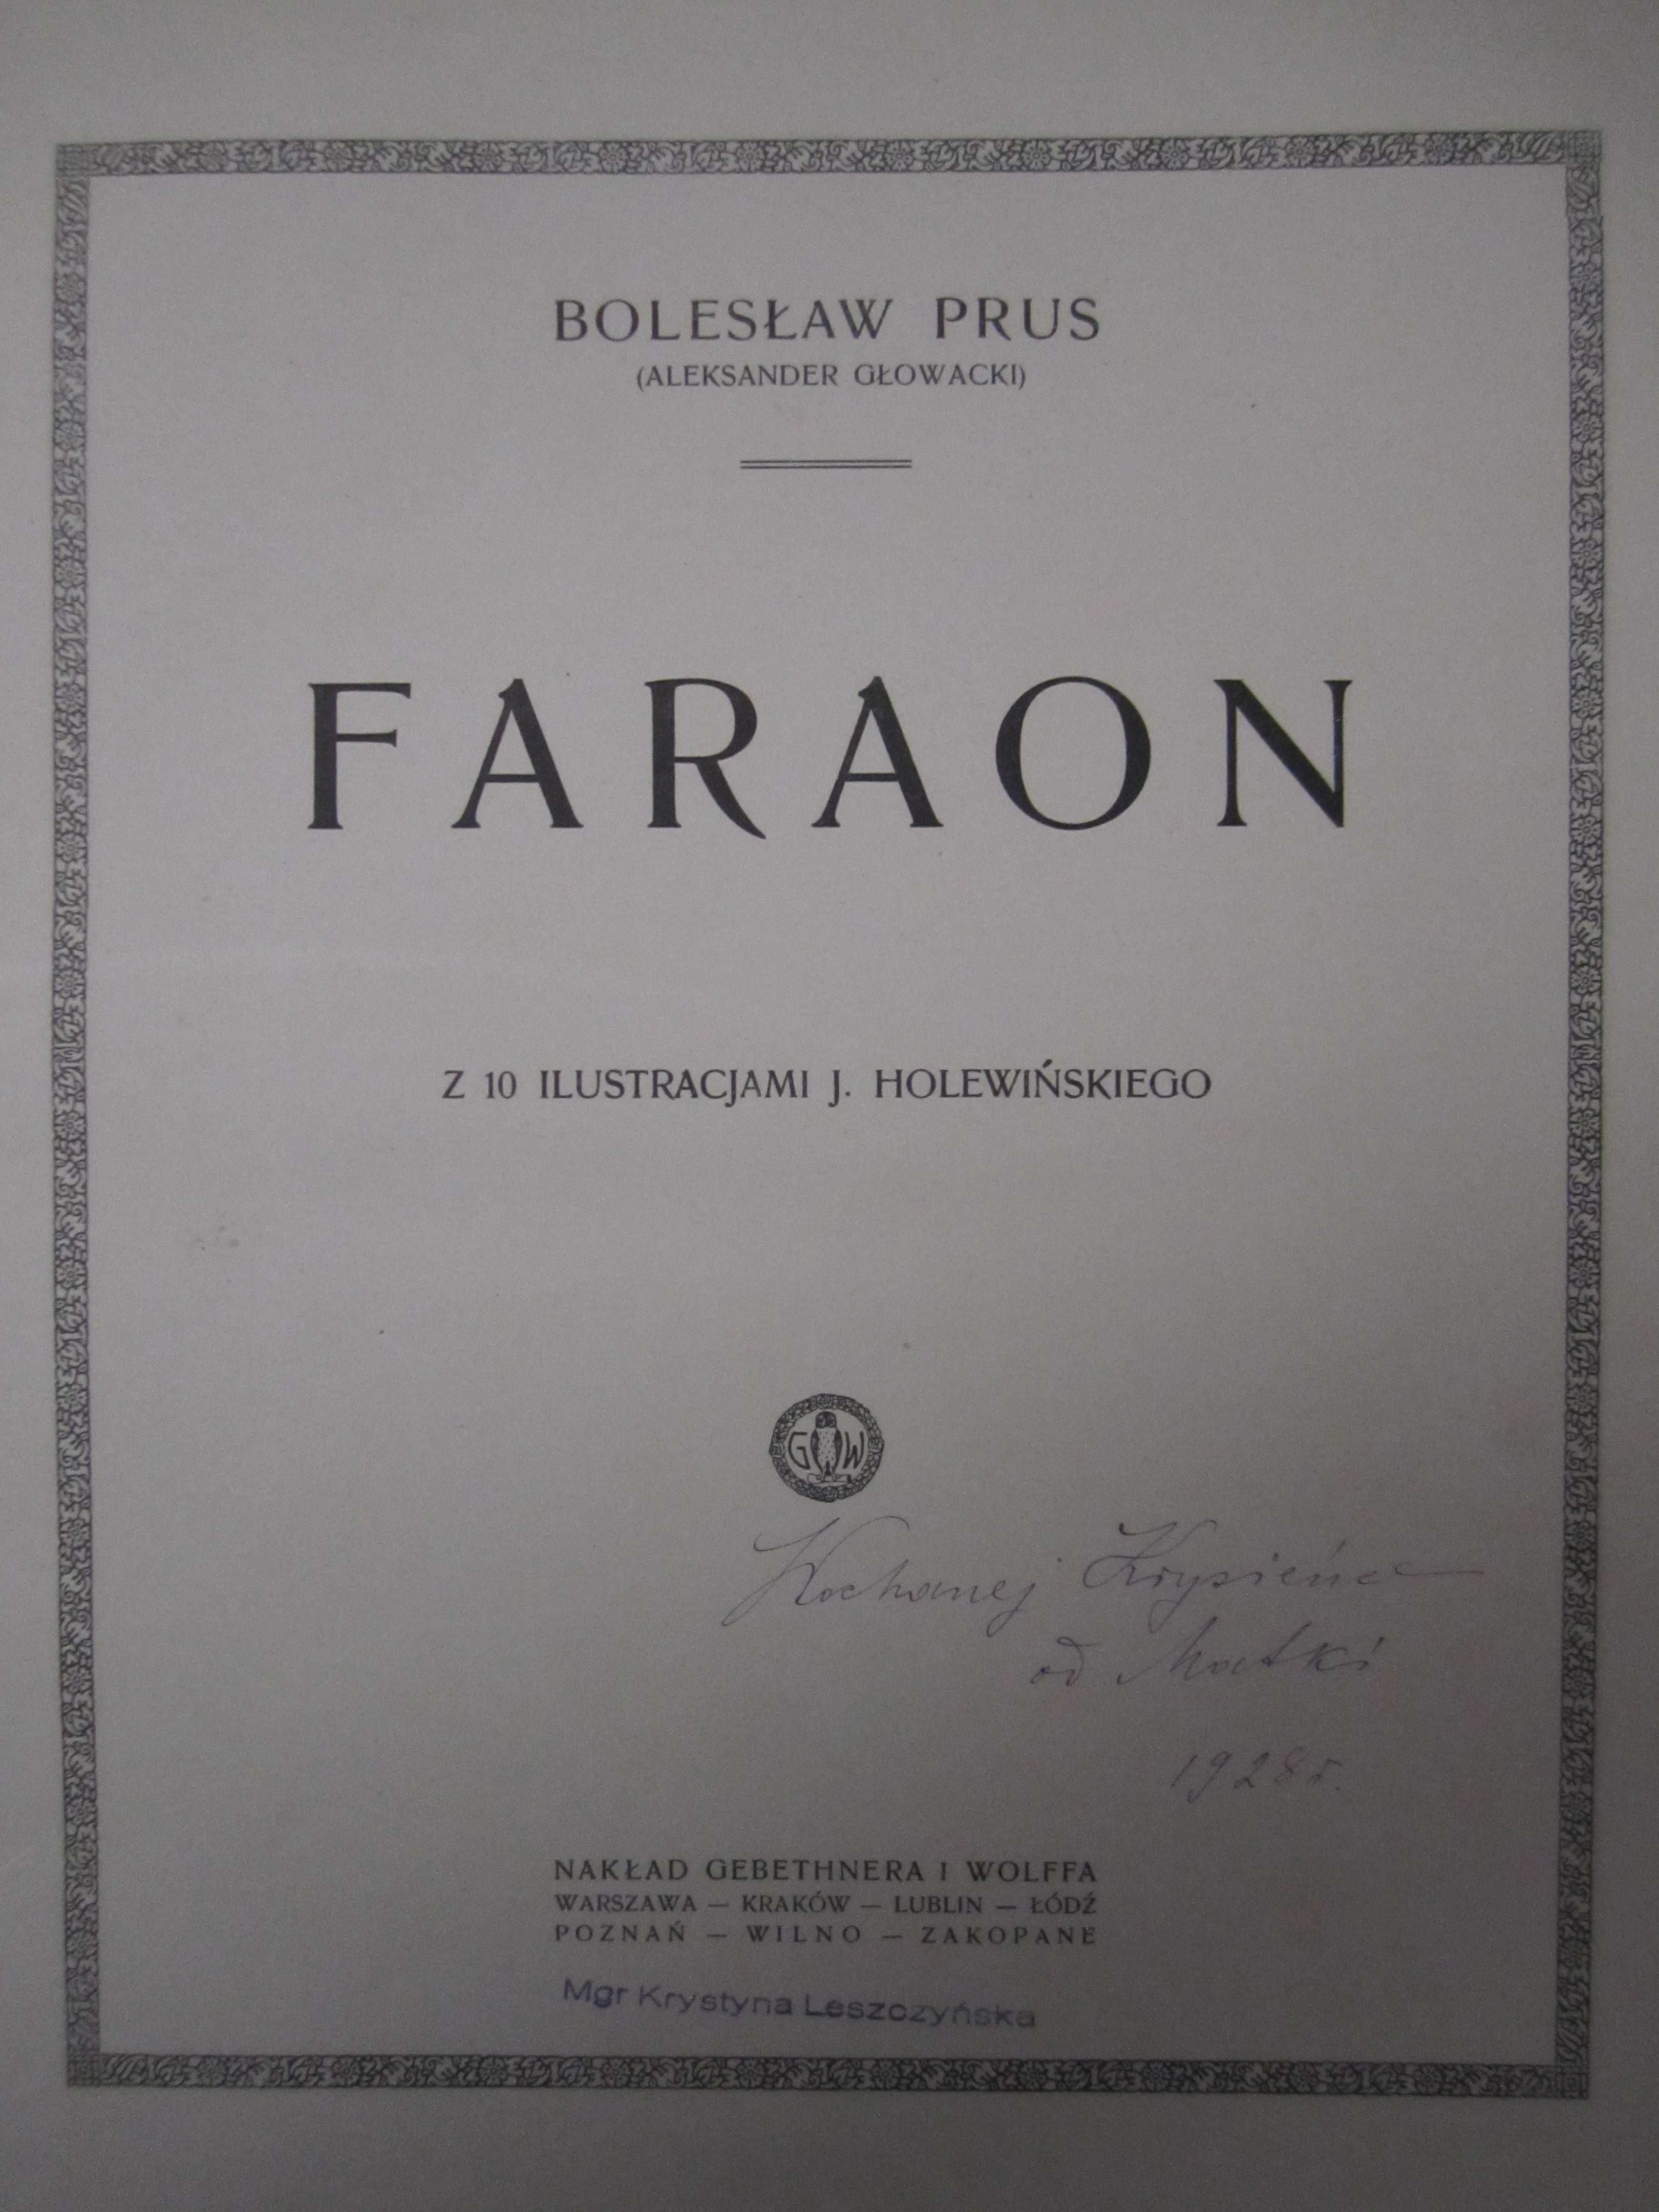 BOLESŁAW PRUS
(ALEKSANDER GŁOWACKI)
FARAON
Z 10 ILUSTRACJAMI J. HOLEWIŃSKIEGO
G W
Kochanej Krysieńce
od Matki
1928 r.
NAKŁAD GEBETHNERA I WOLFFA
WARSZAWA — KRAKÓW — LUBLIN — ŁÓDŹ
POZNAŃ — WILNO — ZAKOPANE
Mgr Krystyna Leszczyńska